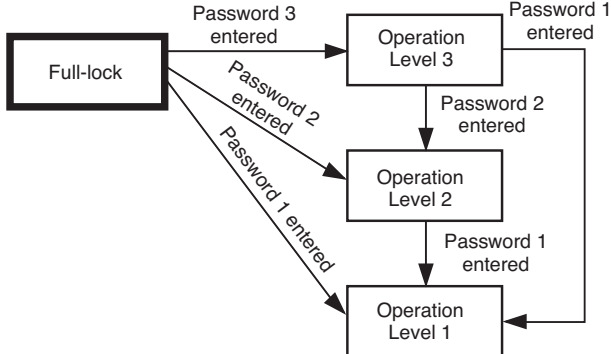 Password 3
entered
Password 1
entered
Full-lock
Operation
Level 3
Password 2
entered
Password 2
entered
Operation
Level 2
Password 1 entered
Password 1
entered
Operation
Level 1